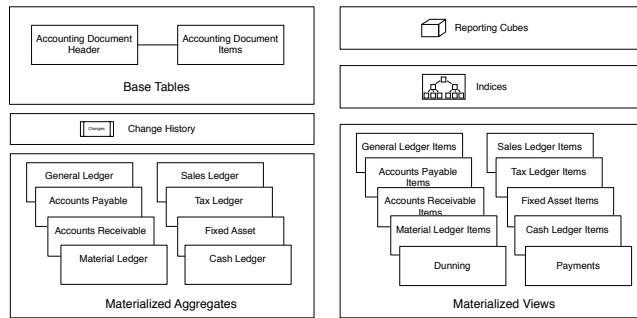 Accounting Document
Header
Accounting Document
Items
Base Tables
Changes
Change History
General Ledger
Accounts Payable
Accounts Receivable
Material Ledger
Sales Ledger
Tax Ledger
Fixed Asset
Cash Ledger
Materialized Aggregates
Reporting Cubes
Indices
General Ledger Items
Accounts Payable
Items
Accounts Receivable
Items
Material Ledger Items
Dunning
Sales Ledger Items
Tax Ledger Items
Fixed Asset Items
Cash Ledger Items
Payments
Materialized Views